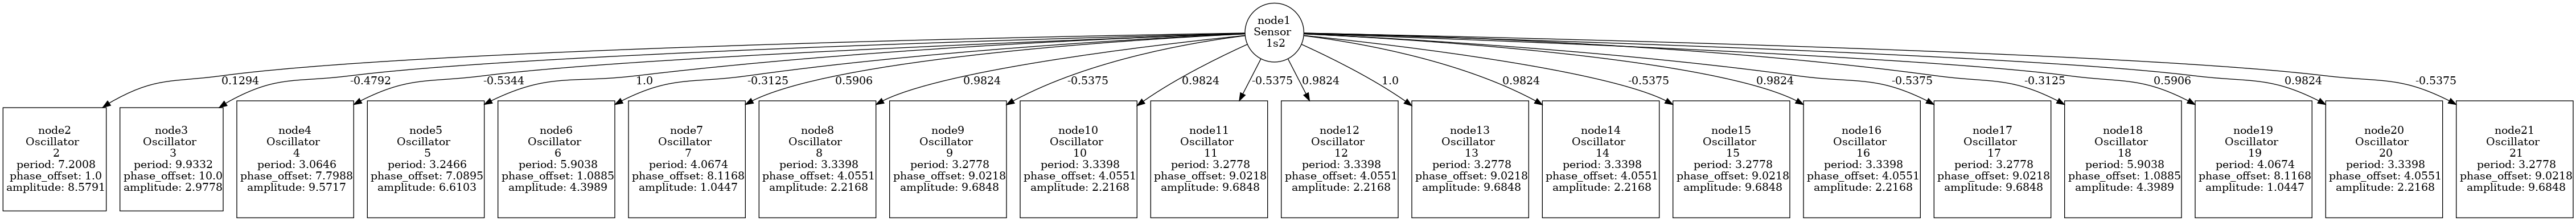 node1
Sensor
1s2
0.1294
-0.4792
-0.5344
1.0
-0.3125
0.5906
0.9824
-0.5375
0.9824
-0.5375
0.9824
1.0
0.9824
-0.5375
0.9824
-0.5375
-0.3125
0.5906
0.9824
-0.5375
node2
Oscillator
2
period: 7.2008
phase_offset: 1.0
amplitude: 8.5791
node3
Oscillator
3
period: 9.9332
phase_offset: 10.0
amplitude: 2.9778
node4
Oscillator
4
period: 3.0646
phase_offset: 7.7988
amplitude: 9.5717
node5
Oscillator
5
period: 3.2466
phase_offset: 7.0895
amplitude: 6.6103
node6
Oscillator
6
period: 5.9038
phase_offset: 1.0885
amplitude: 4.3989
node7
Oscillator
7
period: 4.0674
phase_offset: 8.1168
amplitude: 1.0447
node8
Oscillator
8
period: 3.3398
phase_offset: 4.0551
amplitude: 2.2168
node9
Oscillator
9
period: 3.2778
phase_offset: 9.0218
amplitude: 9.6848
node10
Oscillator
10
period: 3.3398
phase_offset: 4.0551
amplitude: 2.2168
node11
Oscillator
11
period: 3.2778
phase_offset: 9.0218
amplitude: 9.6848
node12
Oscillator
12
period: 3.3398
phase_offset: 4.0551
amplitude: 2.2168
node13
Oscillator
13
period: 3.2778
phase_offset: 9.0218
amplitude: 9.6848
node14
Oscillator
14
period: 3.3398
phase_offset: 4.0551
amplitude: 2.2168
node15
Oscillator
15
period: 3.2778
phase_offset: 9.0218
amplitude: 9.6848
node16
Oscillator
16
period: 3.3398
phase_offset: 4.0551
amplitude: 2.2168
node17
Oscillator
17
period: 3.2778
phase_offset: 9.0218
amplitude: 9.6848
node18
Oscillator
18
period: 5.9038
phase_offset: 1.0885
amplitude: 4.3989
node19
Oscillator
19
period: 4.0674
phase_offset: 8.1168
amplitude: 1.0447
node20
Oscillator
20
period: 3.3398
phase_offset: 4.0551
amplitude: 2.2168
node21
Oscillator
21
period: 3.2778
phase_offset: 9.0218
amplitude: 9.6848